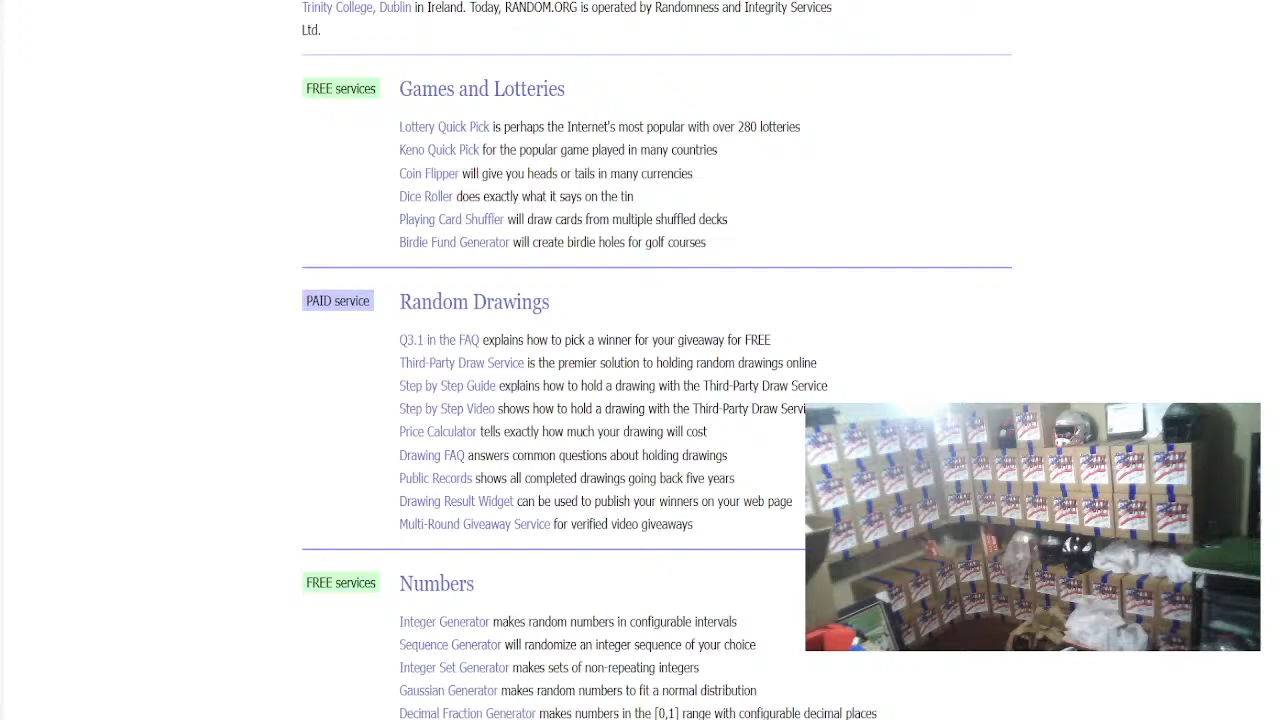 Trinity College, Dublin in Ireland. Today, RANDOM.ORG is operated by Randomness and Integrity Services
Ltd.
FREE services
Games and Lotteries
Lottery Quick Pick is perhaps the Internet's most popular with over 280 lotteries
Keno Quick Pick for the popular game played in many countries
Coin Flipper will give you heads or tails in many currencies
Dice Roller does exactly what it says on the tin
Playing Card Shuffler will draw cards from multiple shuffled decks
Birdie Fund Generator will create birdie holes for golf courses
PAID service
Random Drawings
Q3.1 in the FAQ explains how to pick a winner for your giveaway for FREE
Third-Party Draw Service is the premier solution to holding random drawings online
Step by Step Guide explains how to hold a drawing with the Third-Party Draw Service
Step by Step Video shows how to hold a drawing with the Third-Party Draw Servi
Price Calculator tells exactly how much your drawing will cost
Drawing FAQ answers common questions about holding drawings
Public Records shows all completed drawings going back five years
Drawing Result Widget can be used to publish your winners on your web page
Multi-Round Giveaway Service for verified video giveaways
FREE services
Numbers
Integer Generator makes random numbers in configurable intervals
Sequence Generator will randomize an integer sequence of your choice
Integer Set Generator makes sets of non-repeating integers
Gaussian Generator makes random numbers to fit a normal distribution
Decimal Fraction Generator makes numbers in the [0,1] range with configurable decimal places